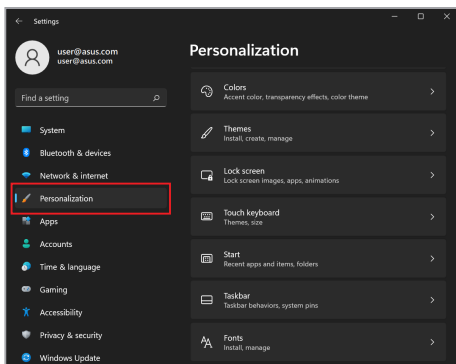 Settings
user@asus.com
user@asus.com
Find a setting
System
Bluetooth & devices
Network & internet
Personalization
Apps
Accounts
Time & language
Gaming
Accessibility
Privacy & security
Windows Update
Personalization
Colors
Accent color, transparency effects, color theme
Themes
Install, create, manage
Lock screen
Lock screen images, apps, animations
Touch keyboard
Themes, size
Start
Recent apps and items, folders
Taskbar
Taskbar behaviors, system pins
Fonts
Install, manage